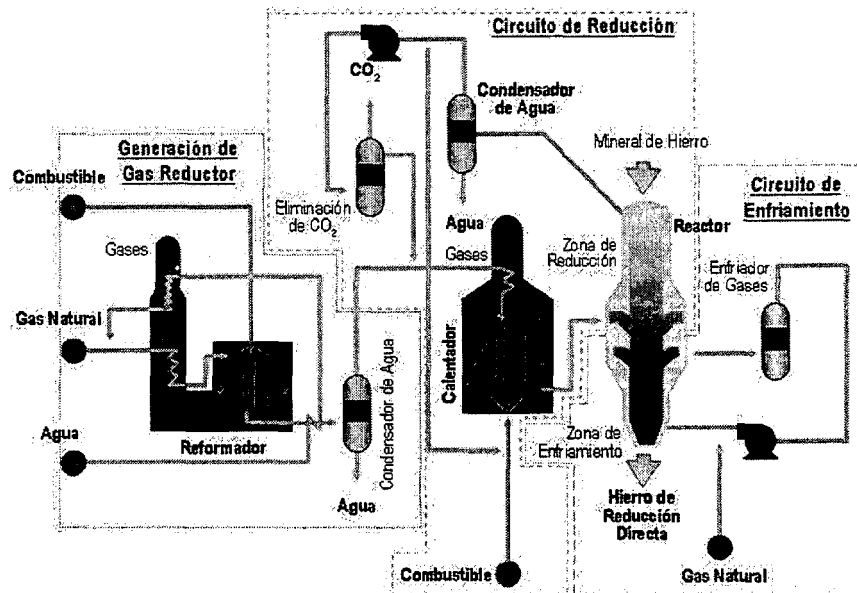 Circuito de Reducción
CO2
Condensador
de Agua
Generación de
Gas Reductor
Mineral de Hierro
Combustible
Circuito de
Enfriamiento
Eliminación
de CO2
Agua
Reactor
Gases
Gases
Zona de
Reducción
Enfriador
de Gases
Gas Natural
Calentador
Condensador de Agua
Agua
Reformador
Zona de
Enfriamiento
Agua
Hierro de
Reducción
Directa
Combustible
Gas Natural